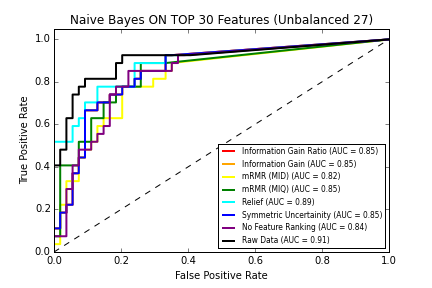 Naive Bayes ON TOP 30 Features (Unbalanced 27)
True Positive Rate
1.0
0.8
0.6
0.4
0.2
0.0
Information Gain Ratio (AUC = 0.85)
Information Gain (AUC = 0.85)
mRMR (MID) (AUC = 0.82)
mRMR (MIQ) (AUC = 0.85)
Relief (AUC = 0.89)
Symmetric Uncertainity (AUC = 0.85)
No Feature Ranking (AUC = 0.84)
Raw Data (AUC = 0.91)
0.0 0.2 0.4 0.6 0.8 1.0
False Positive Rate